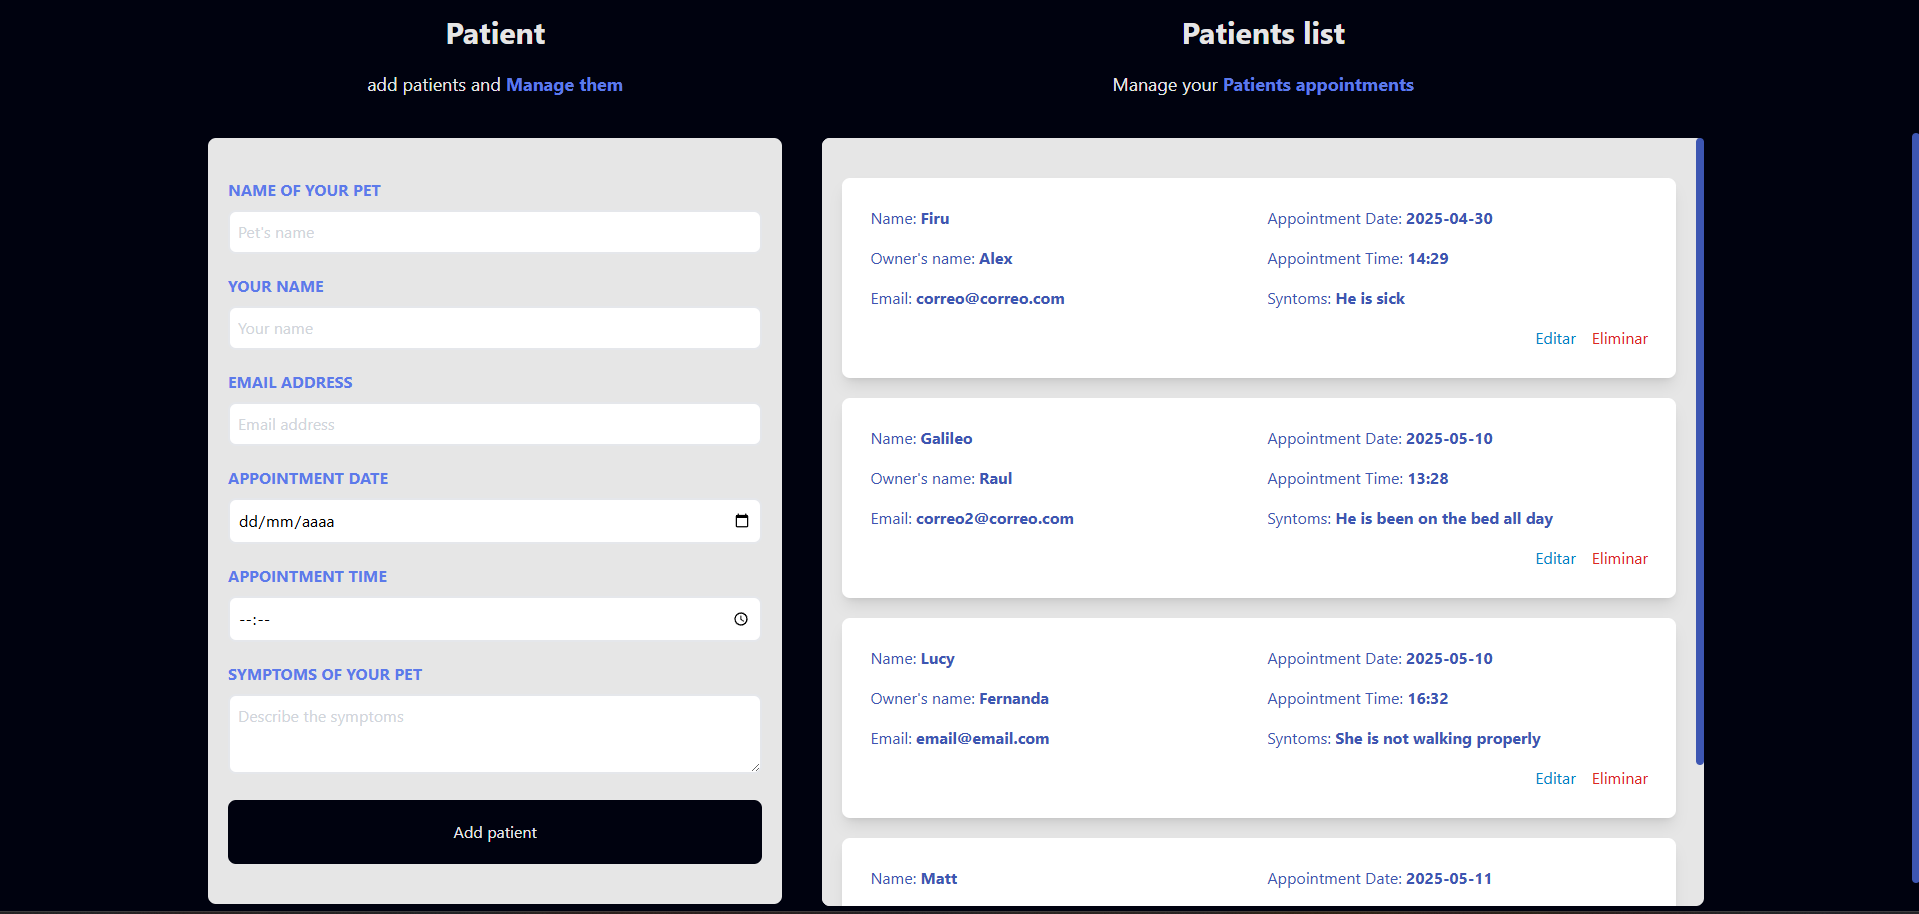 Patient
add patients and Manage them
NAME OF YOUR PET
Pet's name
YOUR NAME
Your name
EMAIL ADDRESS
Email address
APPOINTMENT DATE
dd/mm/aaaa
APPOINTMENT TIME
--:--
SYMPTOMS OF YOUR PET
Describe the symptoms
Add patient
Patients list
Manage your Patients appointments
Name: Firu
Owner's name: Alex
Email: correo@correo.com
Appointment Date: 2025-04-30
Appointment Time: 14:29
Syntoms: He is sick
Editar Eliminar
Name: Galileo
Owner's name: Raul
Email: correo2@correo.com
Appointment Date: 2025-05-10
Appointment Time: 13:28
Syntoms: He is been on the bed all day
Editar Eliminar
Name: Lucy
Owner's name: Fernanda
Email: email@email.com
Appointment Date: 2025-05-10
Appointment Time: 16:32
Syntoms: She is not walking properly
Editar Eliminar
Name: Matt
Appointment Date: 2025-05-11